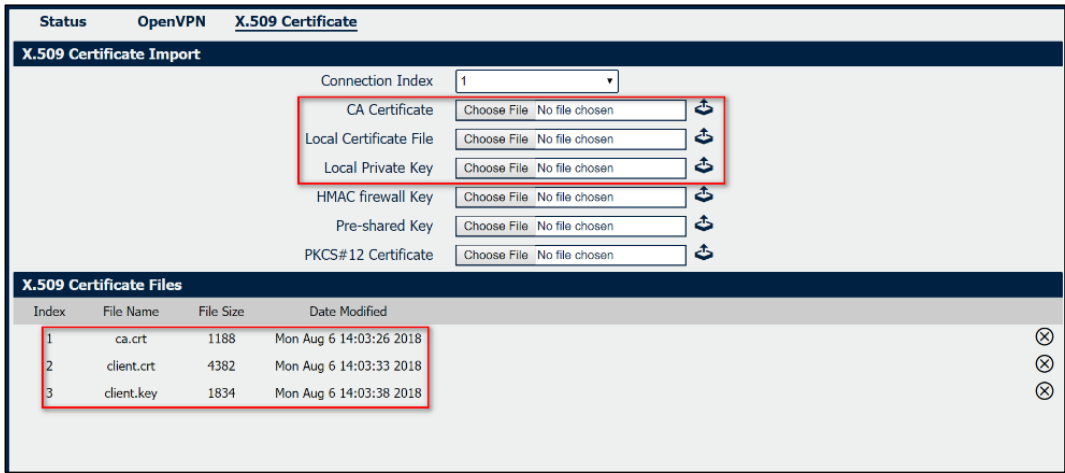 Status OpenVPN X.509 Certificate
X.509 Certificate Import
Connection Index 1
CA Certificate Choose File No file chosen
Local Certificate File Choose File No file chosen
Local Private Key Choose File No file chosen
HMAC firewall Key Choose File No file chosen
Pre-shared Key Choose File No file chosen
PKCS#12 Certificate Choose File No file chosen
X.509 Certificate Files
Index File Name File Size Date Modified
1 ca.crt 1188 Mon Aug 6 14:03:26 2018
2 client.crt 4382 Mon Aug 6 14:03:33 2018
3 client.key 1834 Mon Aug 6 14:03:38 2018